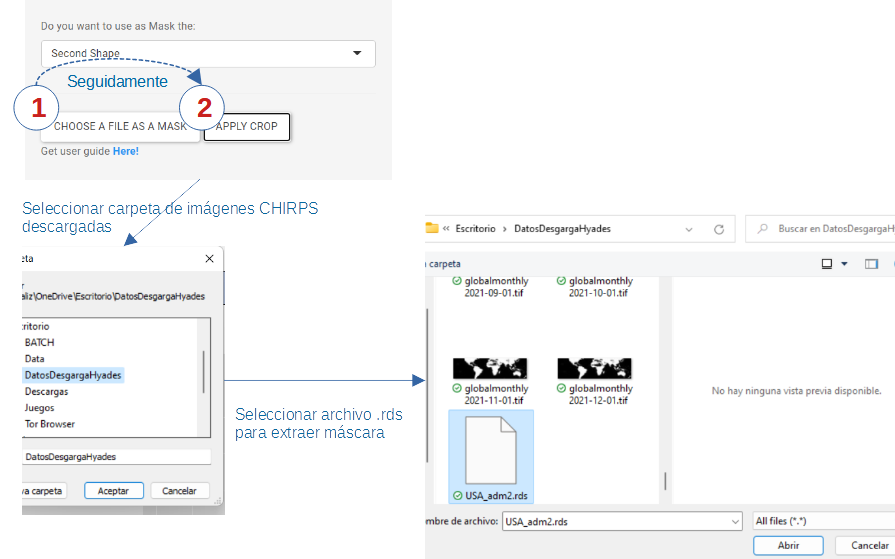 Do you want to use as Mask the:
Second Shape
Seguidamente
1
2
CHOOSE A FILE AS A MASK
APPLY CROP
Get user guide Here!
Seleccionar carpeta de imágenes CHIRPS
descargadas
eta
aliz\OneDrive\Escritorio\DatosDesgargaHyades
critorio
BATCH
Data
DatosDesgargaHyades
Descargas
Juegos
Tor Browser
DatosDesgargaHyades
va carpeta
Aceptar
Cancelar
Seleccionar archivo .rds
para extraer máscara
« Escritorio › DatosDesgargaHyades
Buscar en DatosDesgargaH
carpeta
globalmonthly
2021-09-01.tif
globalmonthly
2021-10-01.tif
globalmonthly
2021-11-01.tif
globalmonthly
2021-12-01.tif
USA_adm2.rds
No hay ninguna vista previa disponible.
mbre de archivo:
USA_adm2.rds
All files (*.*)
Abrir
Cancelar